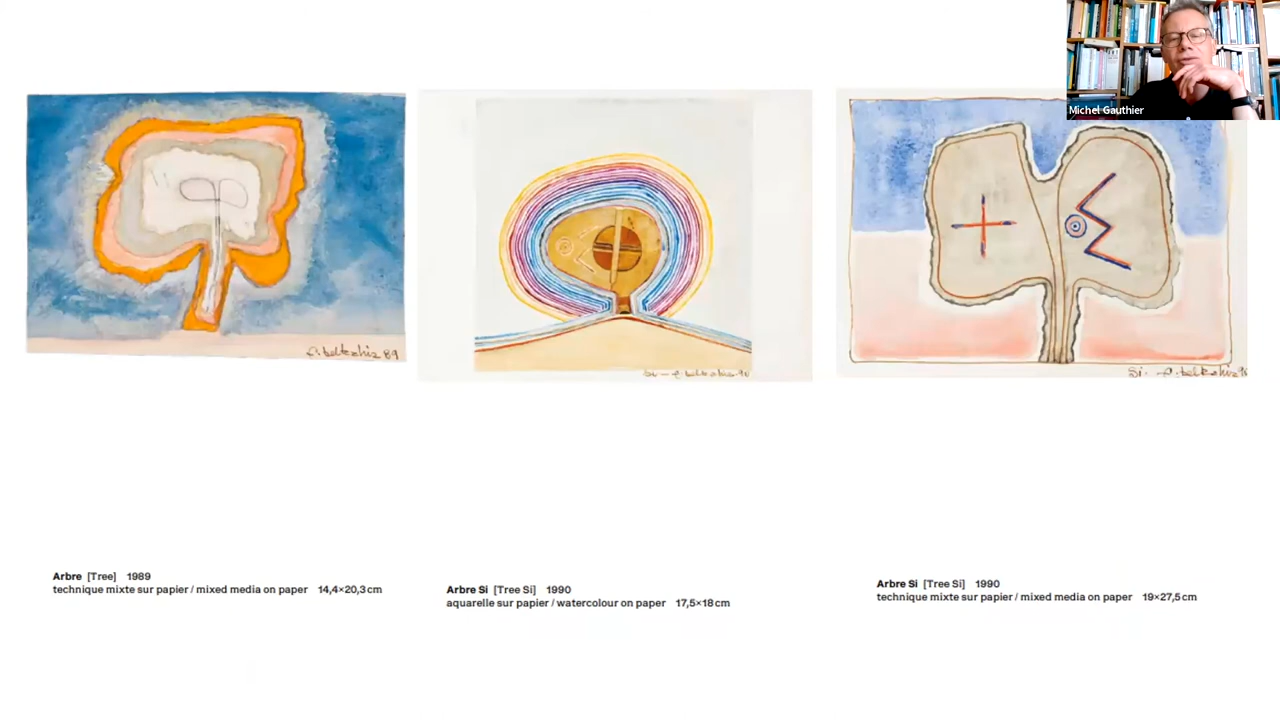 Michel Gauthier
Arbre [Tree] 1989
technique mixte sur papier / mixed media on paper 14,4×20,3 cm
Arbre Si [Tree Si] 1990
aquarelle sur papier / watercolour on paper 17,5×18 cm
Arbre Si [Tree Si] 1990
technique mixte sur papier / mixed media on paper 19×27,5 cm